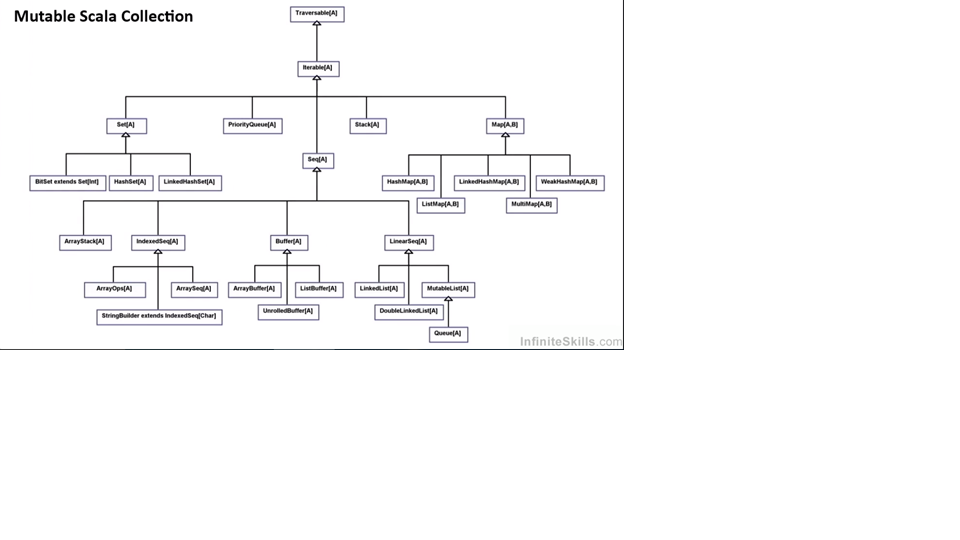 Mutable Scala Collection
Traversable[A]
Iterable[A]
Set[A]
PriorityQueue[A]
Stack[A]
Map[A,B]
Seq[A]
BitSet extends Set[Int]
HashSet[A]
LinkedHashSet[A]
HashMap[A,B]
LinkedHashMap[A,B]
WeakHashMap[A,B]
ListMap[A,B]
MultiMap[A,B]
ArrayStack[A]
IndexedSeq[A]
Buffer[A]
LinearSeq[A]
ArrayOps[A]
ArraySeq[A]
ArrayBuffer[A]
ListBuffer[A]
LinkedList[A]
MutableList[A]
StringBuilder extends IndexedSeq[Char]
UnrolledBuffer[A]
DoubleLinkedList[A]
Queue[A]
InfiniteSkills.com